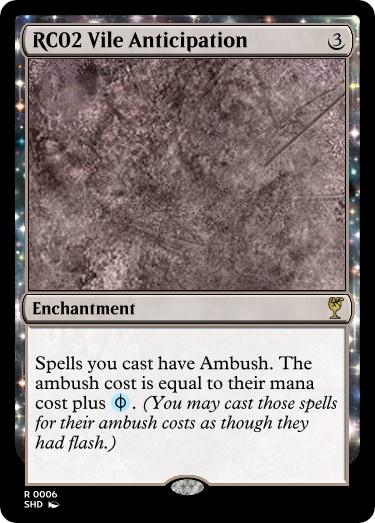 RC02 Vile Anticipation 3
Enchantment
Spells you cast have Ambush. The
ambush cost is equal to their mana
cost plus . (You may cast those spells
for their ambush costs as though they
had flash.)
R 0006
SHD